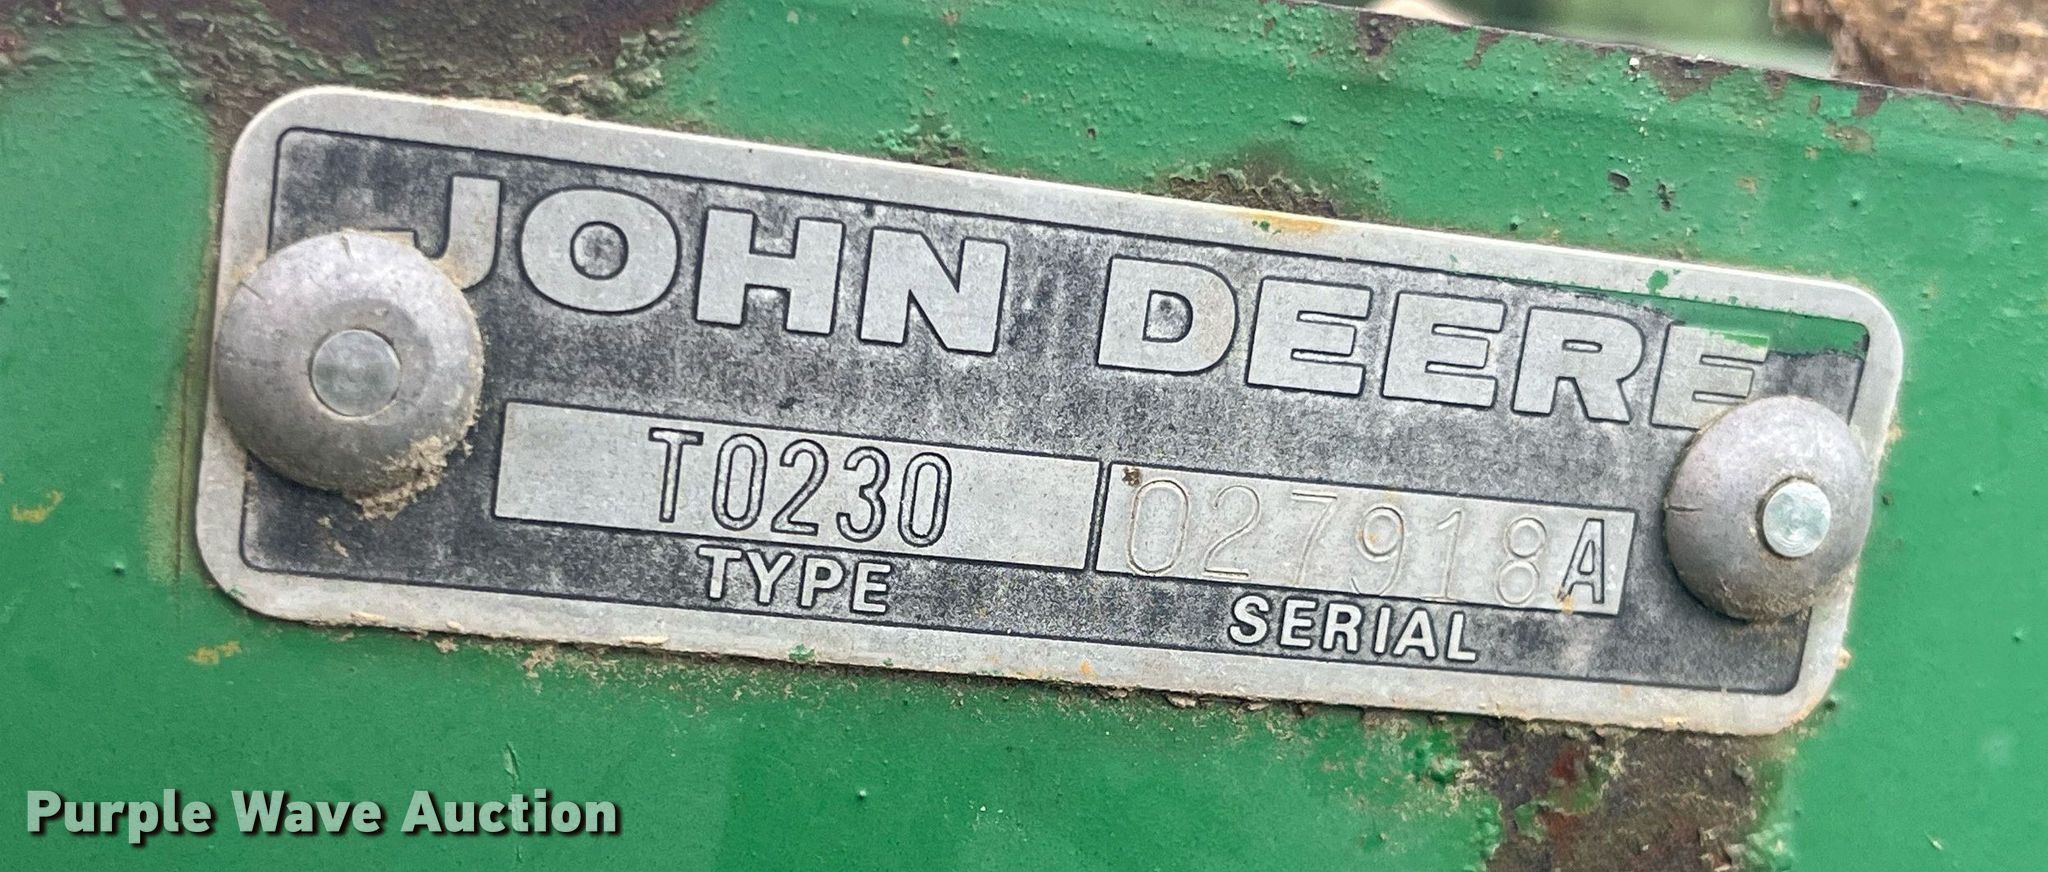 JOHN DEERE
T0230 027918A
TYPE SERIAL
Purple Wave Auction